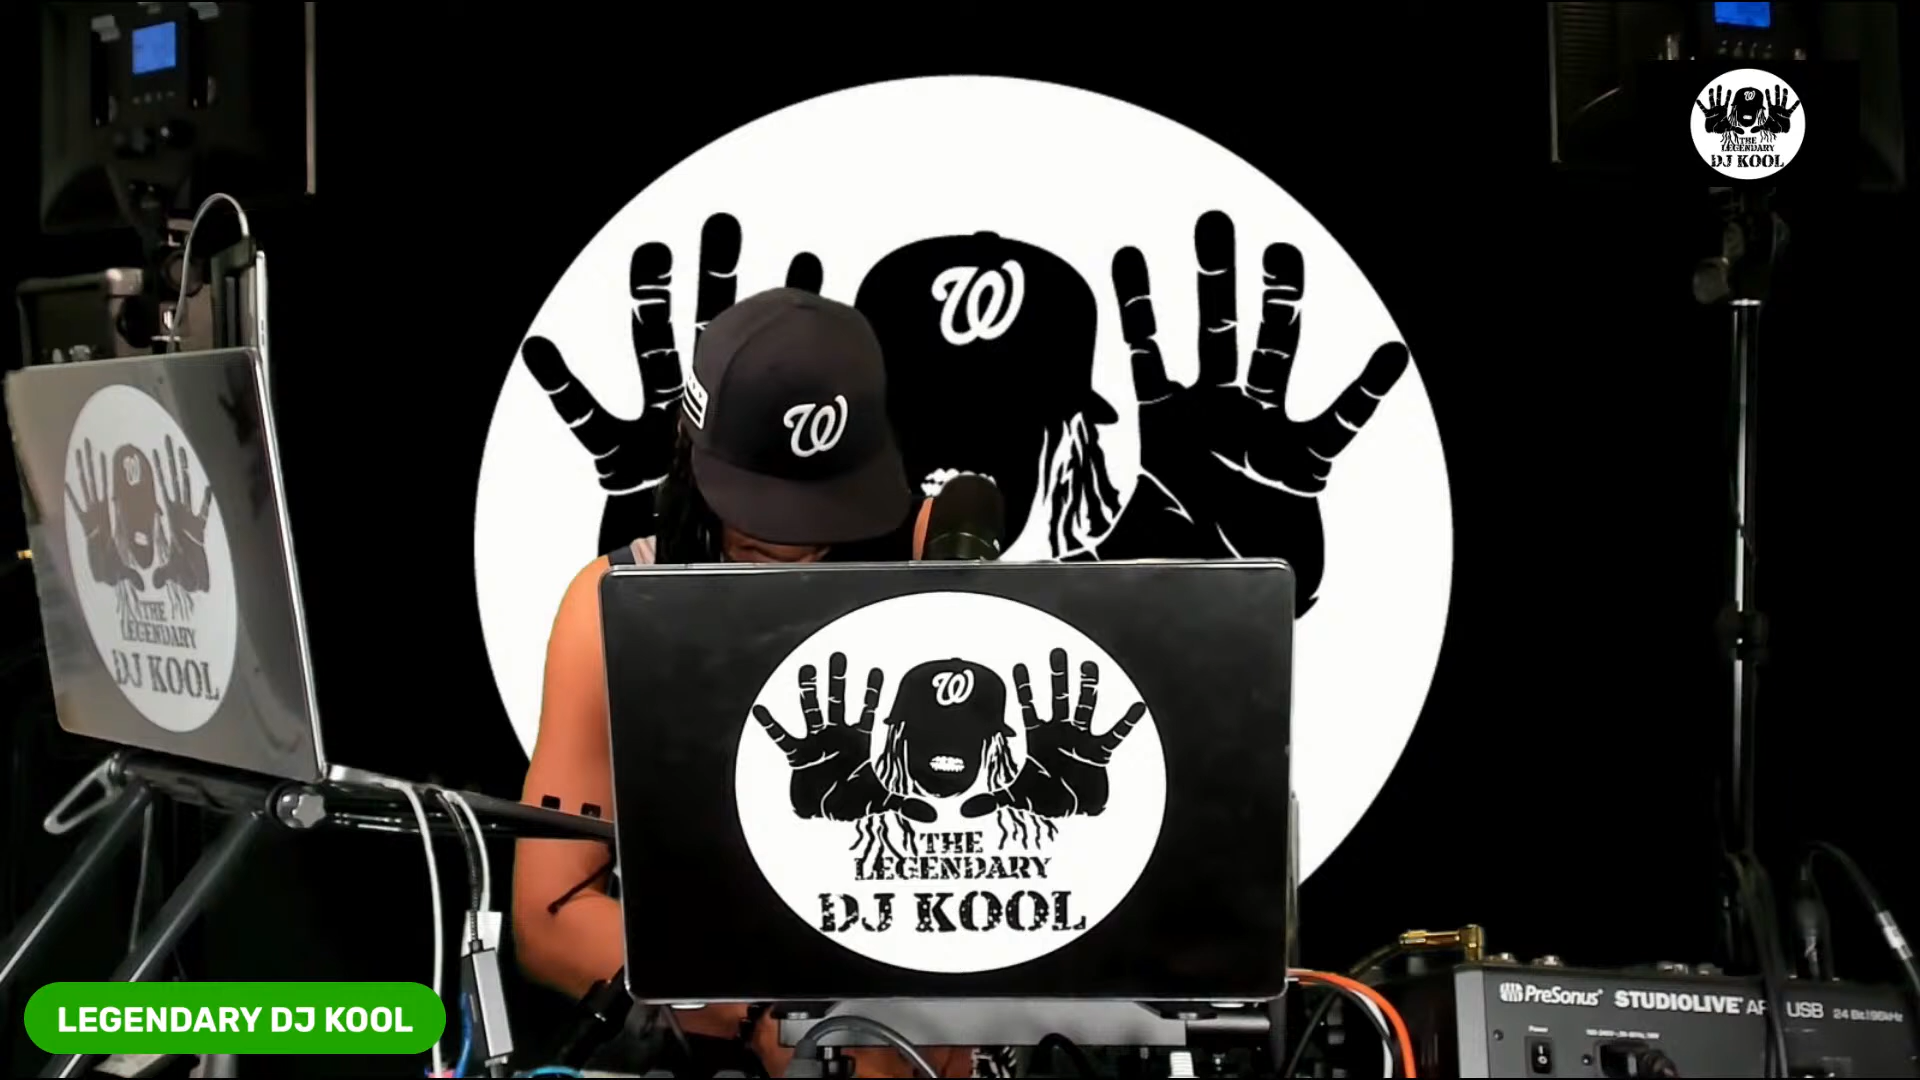 W
THE
LEGENDARY
DJ KOOL
W
W
W
THE
LEGENDARY
DJ KOOL
W
THE
LEGENDARY
DJ KOOL
LEGENDARY DJ KOOL
PreSonus STUDIOLIVE AR USB 24 Bit/96kHz
Power